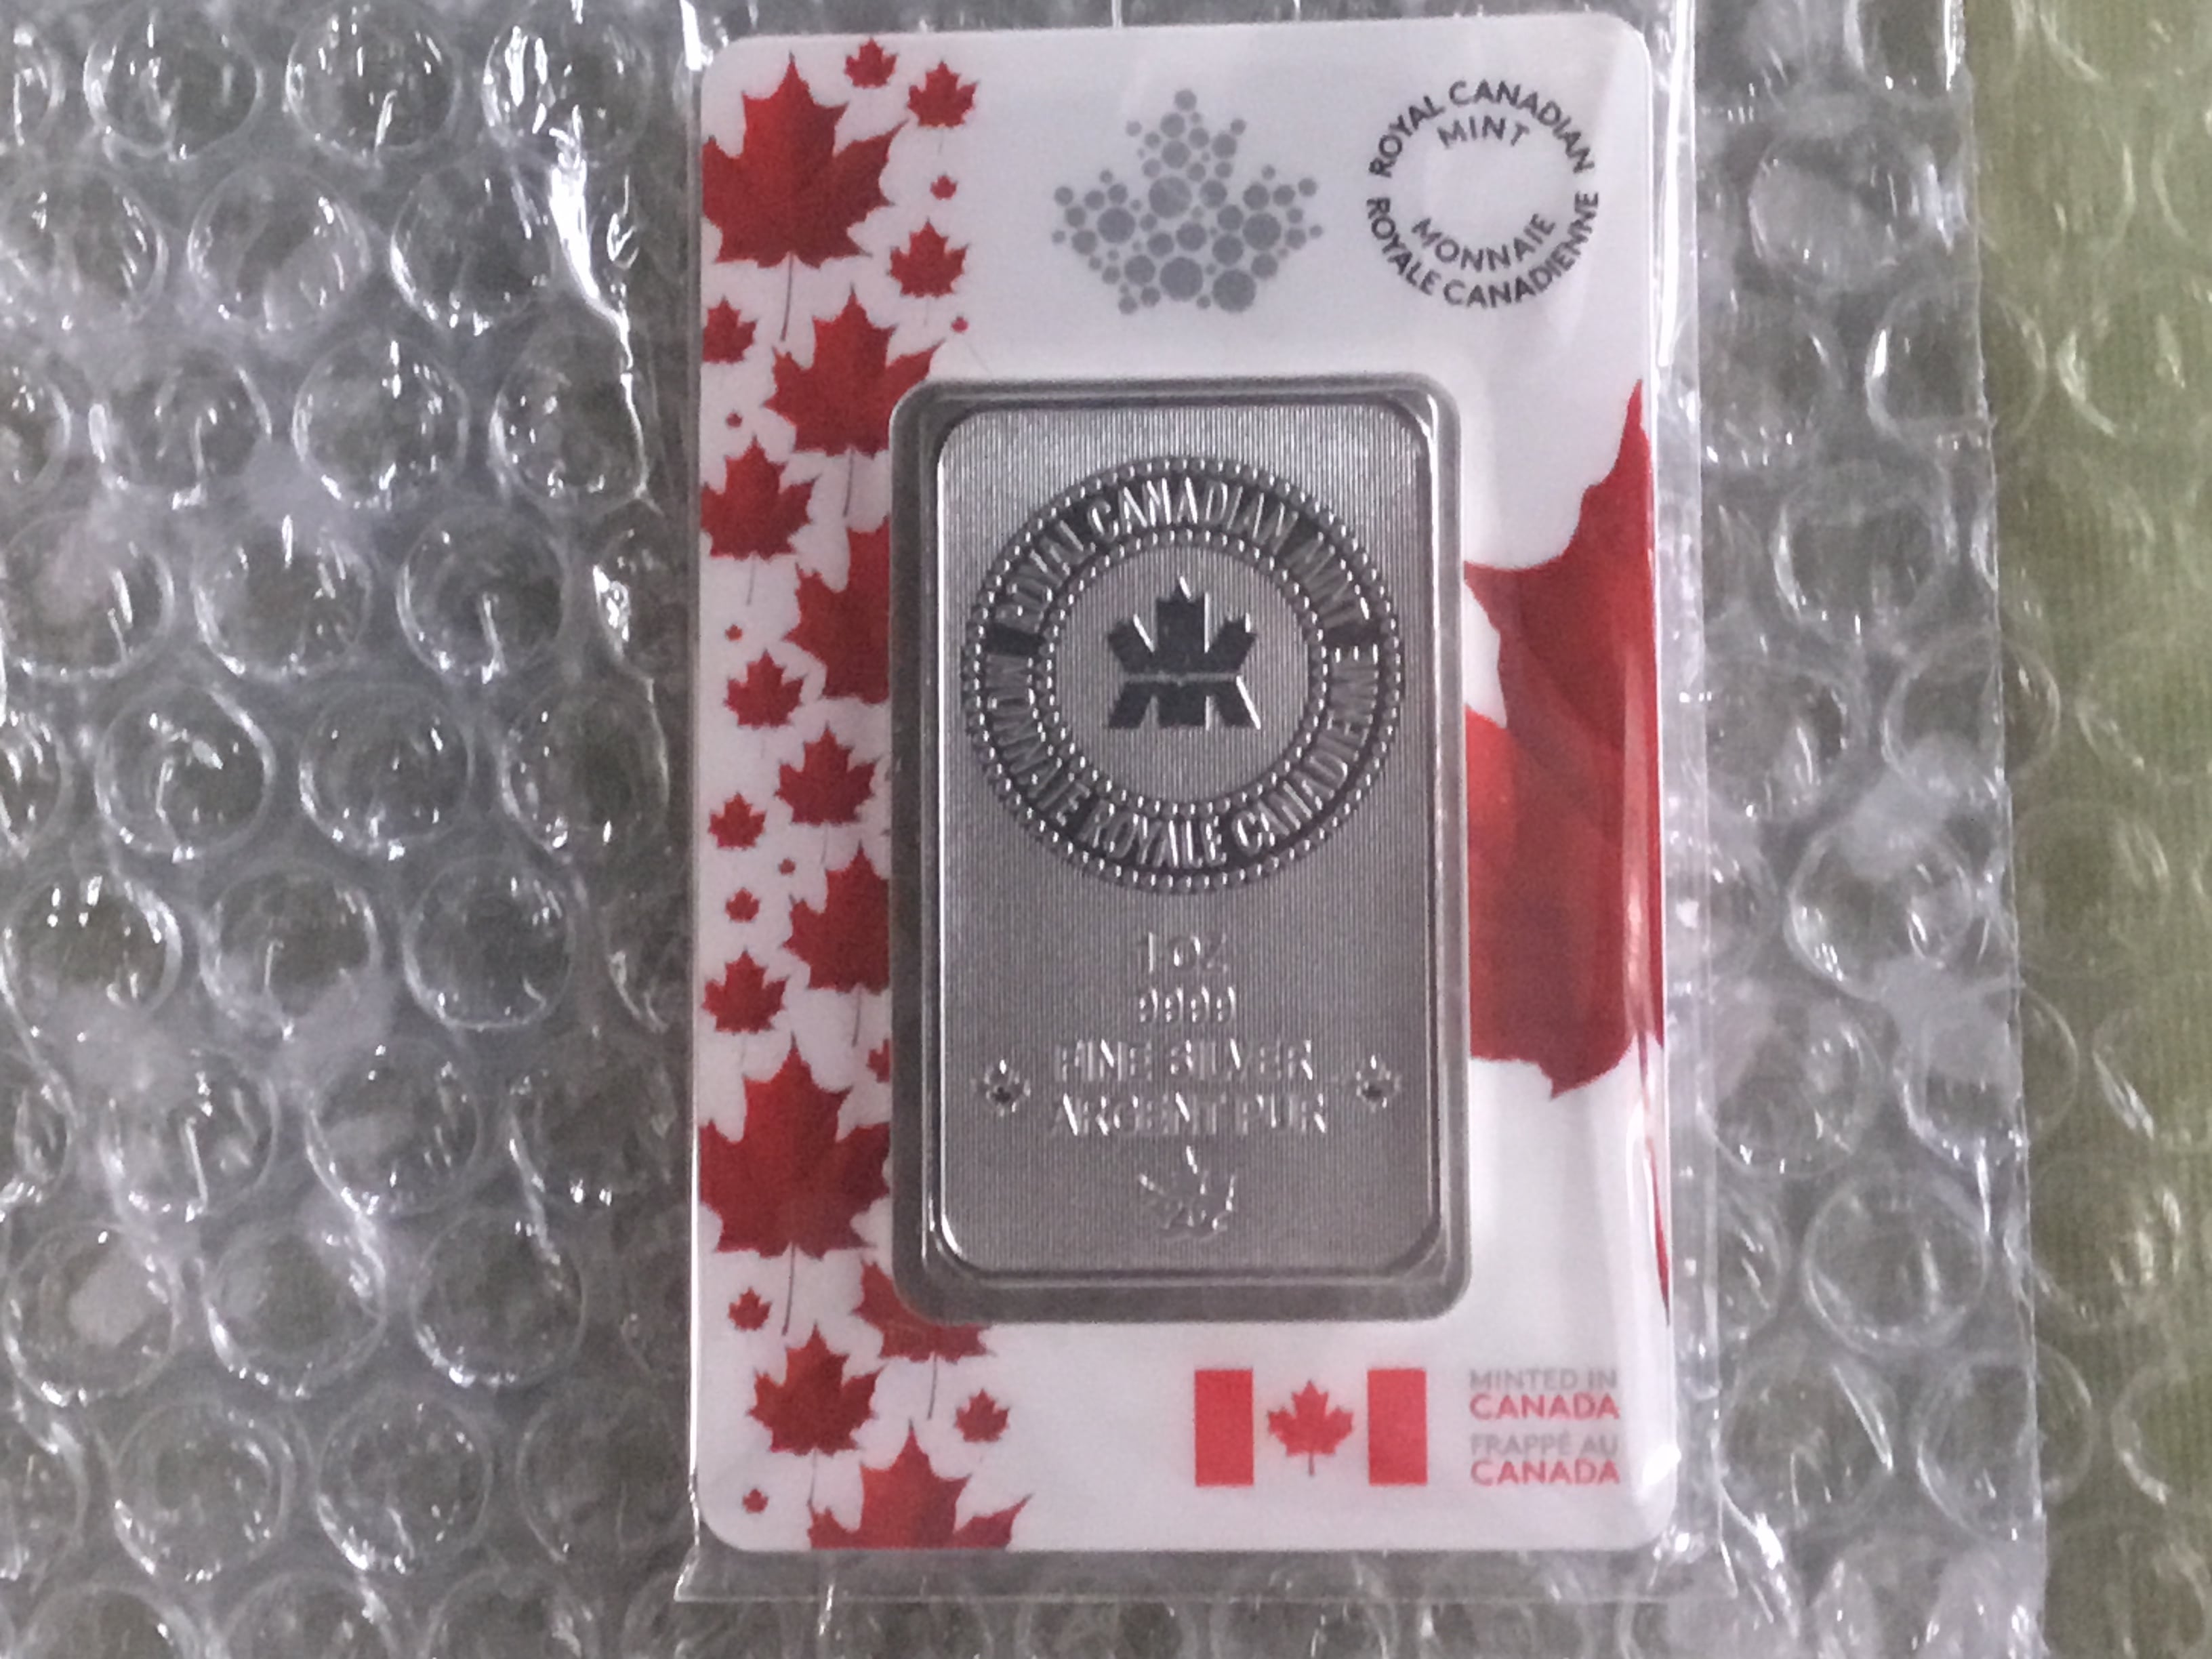 ROYAL CANADIAN
MINT
MONNAIE
ROYALE CANADIENNE
ROYAL CANADIAN MINT
MONNAIE ROYALE CANADIENNE
1 OZ
9999
FINE SILVER
ARGENT PUR
MINTED IN
CANADA
FRAPPÉ AU
CANADA